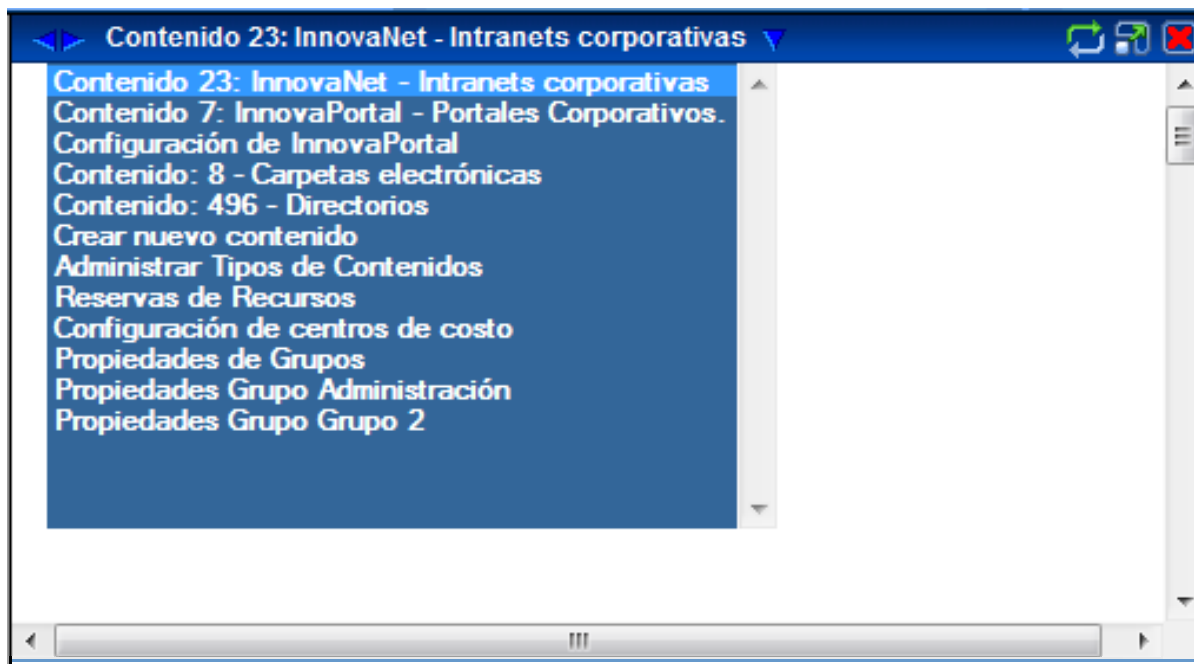 Contenido 23: InnovaNet - Intranets corporativas
Contenido 23: InnovaNet - Intranets corporativas
Contenido 7: InnovaPortal - Portales Corporativos.
Configuración de InnovaPortal
Contenido: 8 - Carpetas electrónicas
Contenido: 496 - Directorios
Crear nuevo contenido
Administrar Tipos de Contenidos
Reservas de Recursos
Configuración de centros de costo
Propiedades de Grupos
Propiedades Grupo Administración
Propiedades Grupo Grupo 2